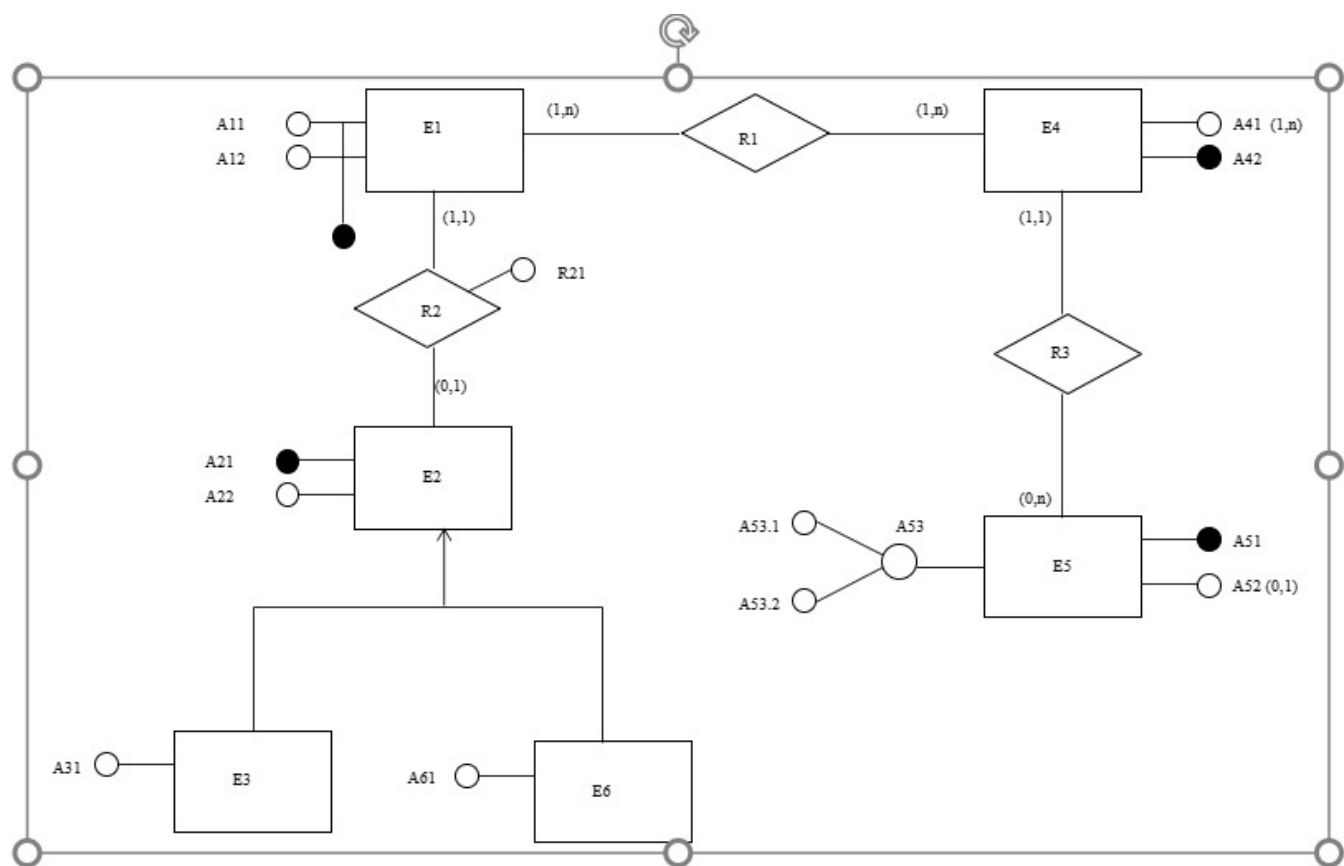 A11
A12
E1
(1,n)
R1
(1,n)
E4
A41 (1,n)
A42
(1,1)
(1,1)
R21
R2
R3
(0,1)
A21
A22
E2
(0,n)
A53.1
A53
A53.2
E5
A51
A52 (0,1)
A31
E3
A61
E6